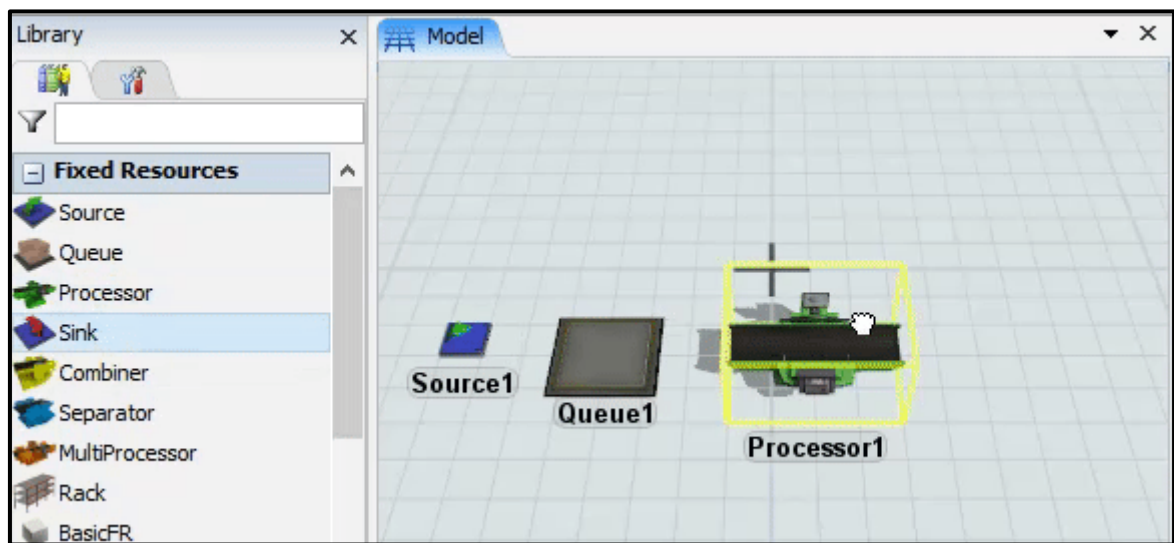 Library
Model
Fixed Resources
Source
Queue
Processor
Sink
Combiner
Separator
MultiProcessor
Rack
BasicFR
Source1
Queue1
Processor1